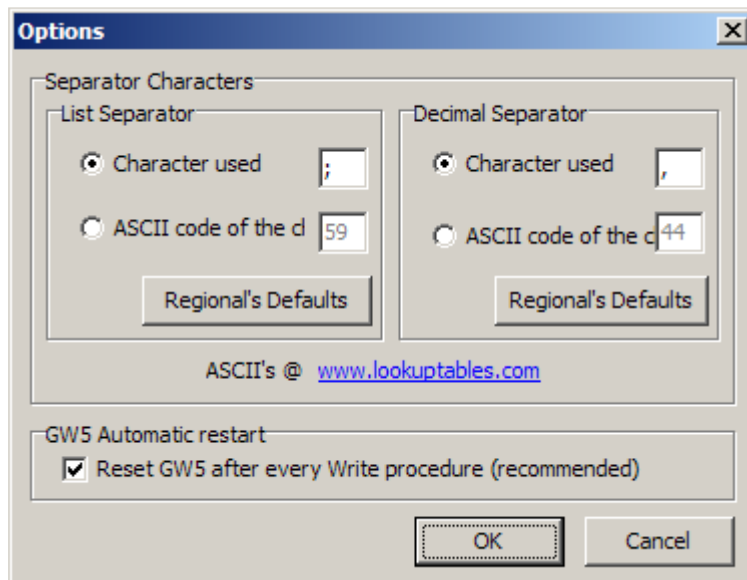 Options
Separator Characters
List Separator
Character used ;
ASCII code of the cl 59
Regional's Defaults
Decimal Separator
Character used ,
ASCII code of the c 44
Regional's Defaults
ASCII's @ www.lookuptables.com
GW5 Automatic restart
Reset GW5 after every Write procedure (recommended)
OK Cancel